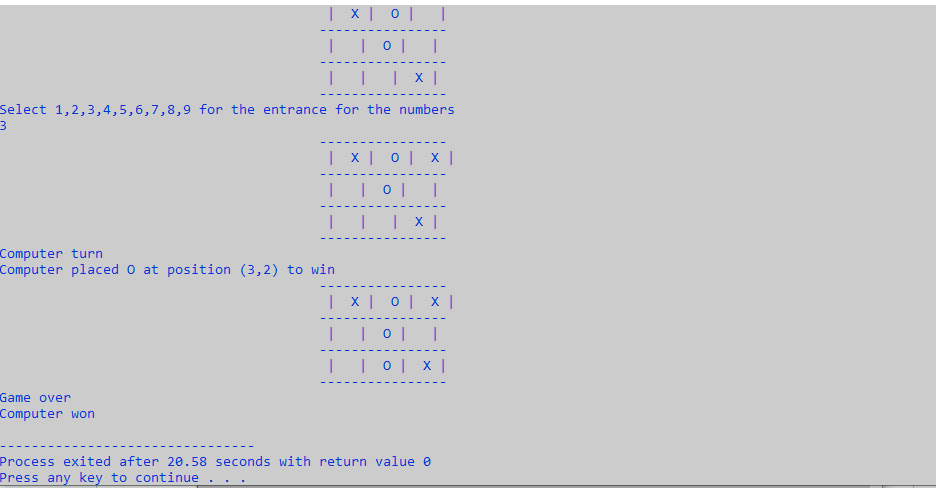 | X | O |   |
----------------
|   | O |   |
----------------
|   |   | X |
----------------
Select 1,2,3,4,5,6,7,8,9 for the entrance for the numbers
3
----------------
| X | O | X |
----------------
|   | O |   |
----------------
|   |   | X |
----------------
Computer turn
Computer placed O at position (3,2) to win
----------------
| X | O | X |
----------------
|   | O |   |
----------------
|   | O | X |
----------------
Game over
Computer won
--------------------------------
Process exited after 20.58 seconds with return value 0
Press any key to continue . . .